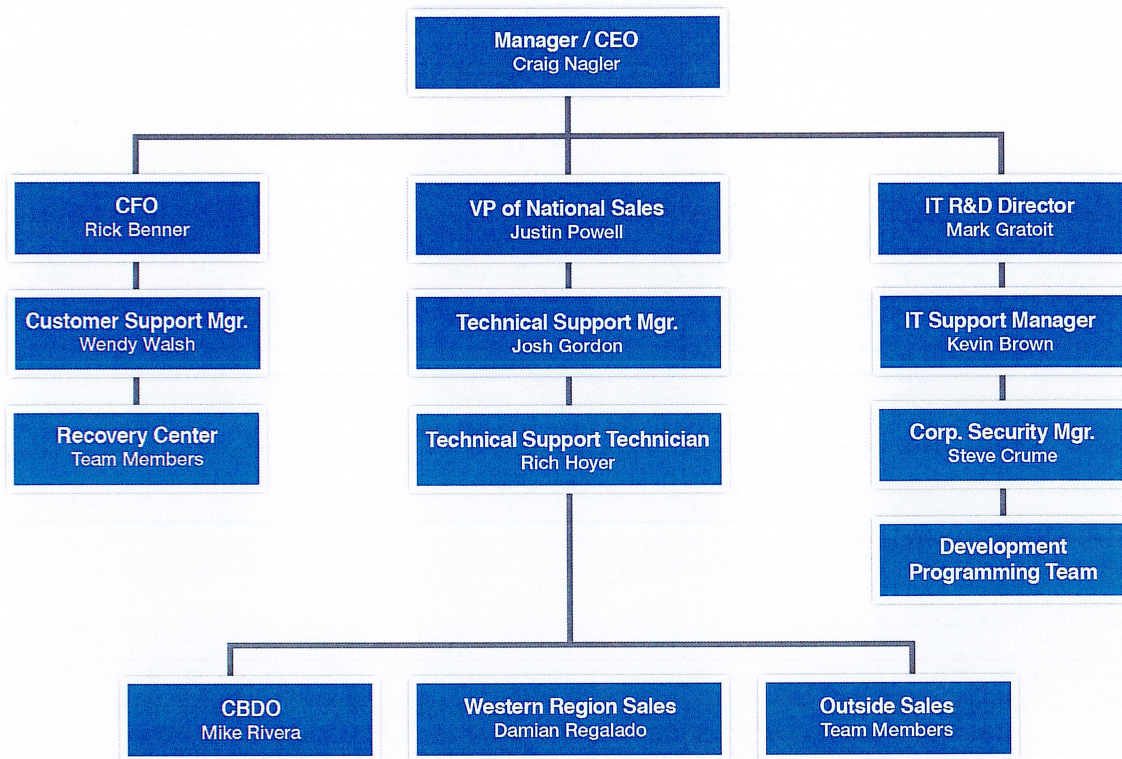 Manager / CEO
Craig Nagler
CFO
Rick Benner
VP of National Sales
Justin Powell
IT R&D Director
Mark Gratoit
Customer Support Mgr.
Wendy Walsh
Technical Support Mgr.
Josh Gordon
IT Support Manager
Kevin Brown
Recovery Center
Team Members
Technical Support Technician
Rich Hoyer
Corp. Security Mgr.
Steve Crume
Development
Programming Team
CBDO
Mike Rivera
Western Region Sales
Damian Regalado
Outside Sales
Team Members